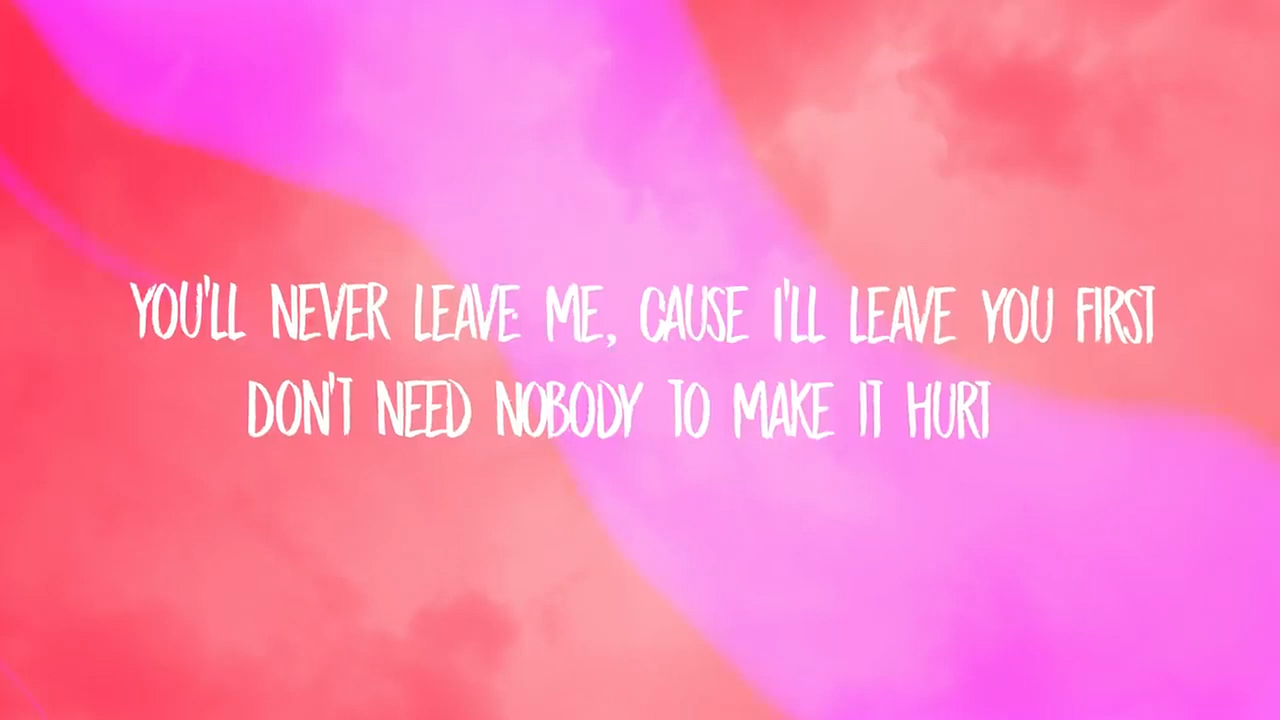 YOU'LL NEVER LEAVE ME, CAUSE I'LL LEAVE YOU FIRST
DON'T NEED NOBODY TO MAKE IT HURT